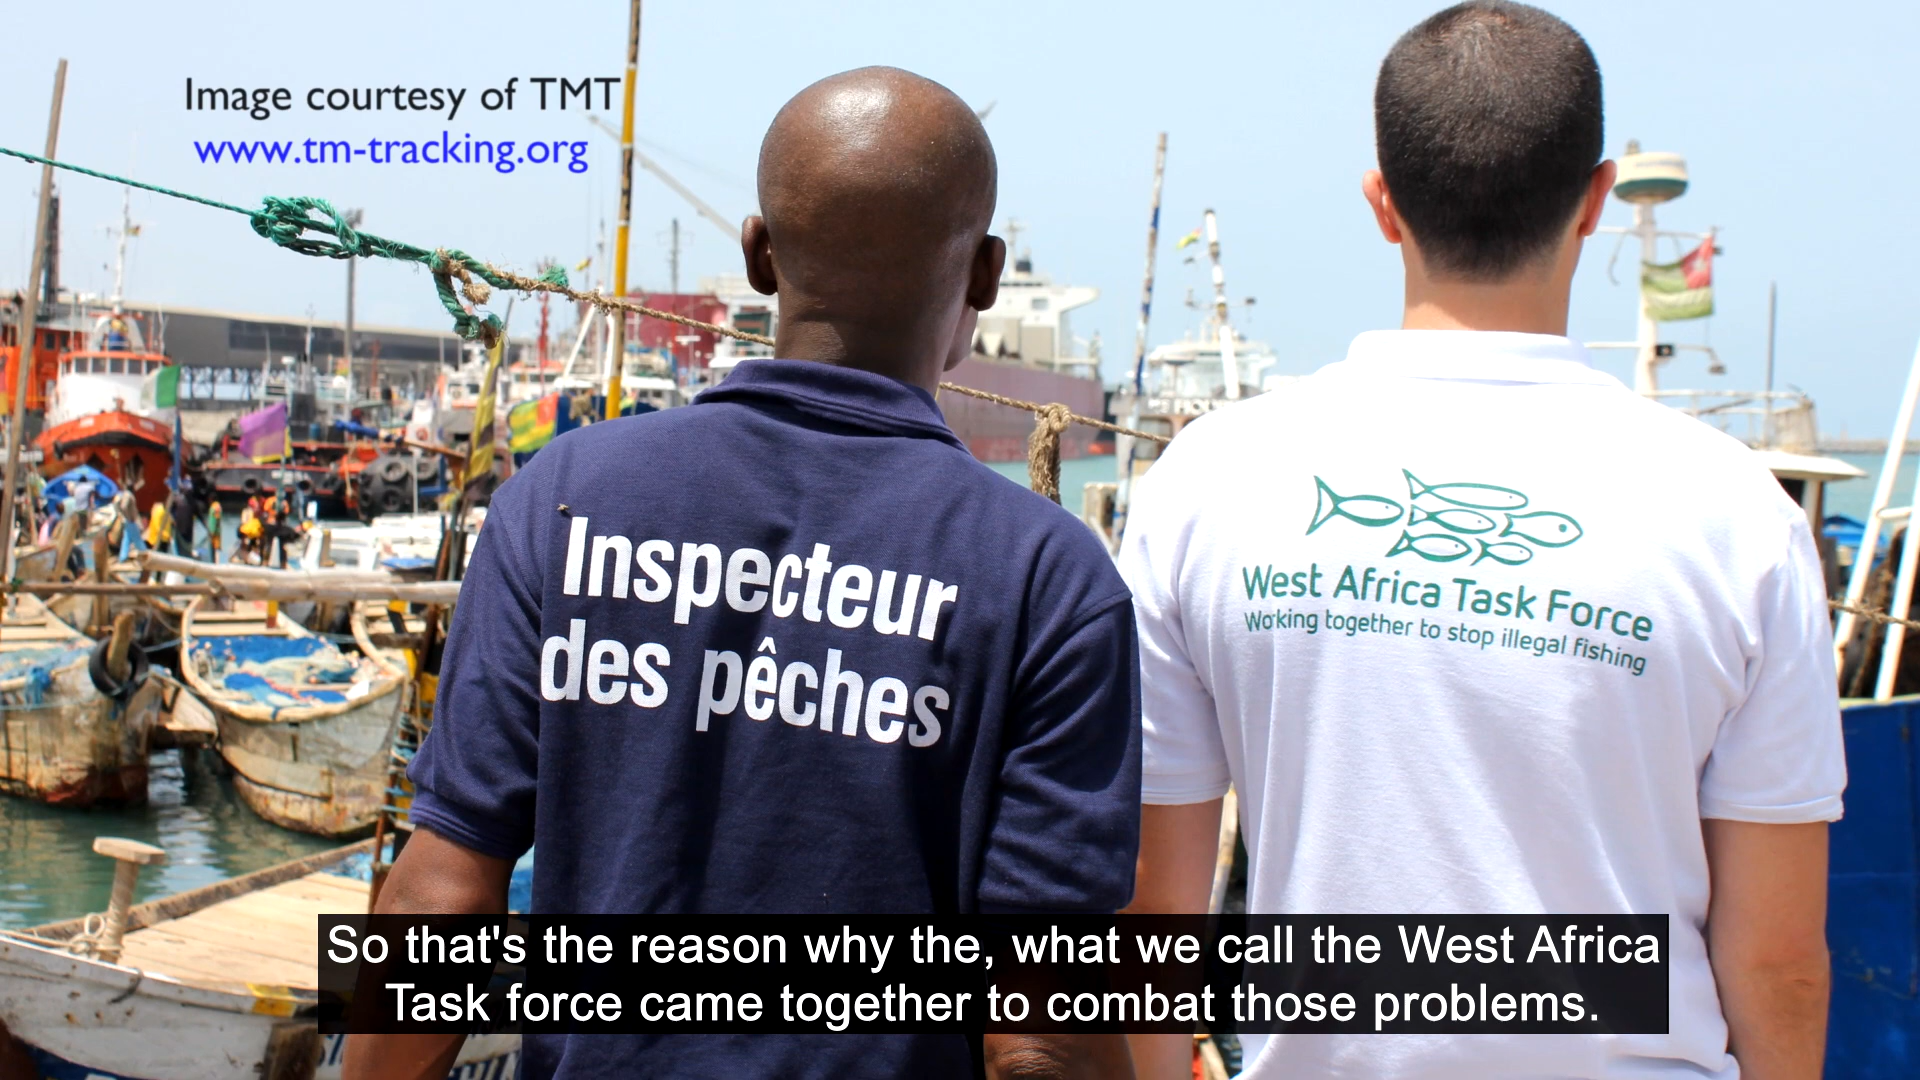 Image courtesy of TMT
www.tm-tracking.org
Inspecteur
des pêches
West Africa Task Force
Working together to stop illegal fishing
So that's the reason why the, what we call the West Africa
Task force came together to combat those problems.